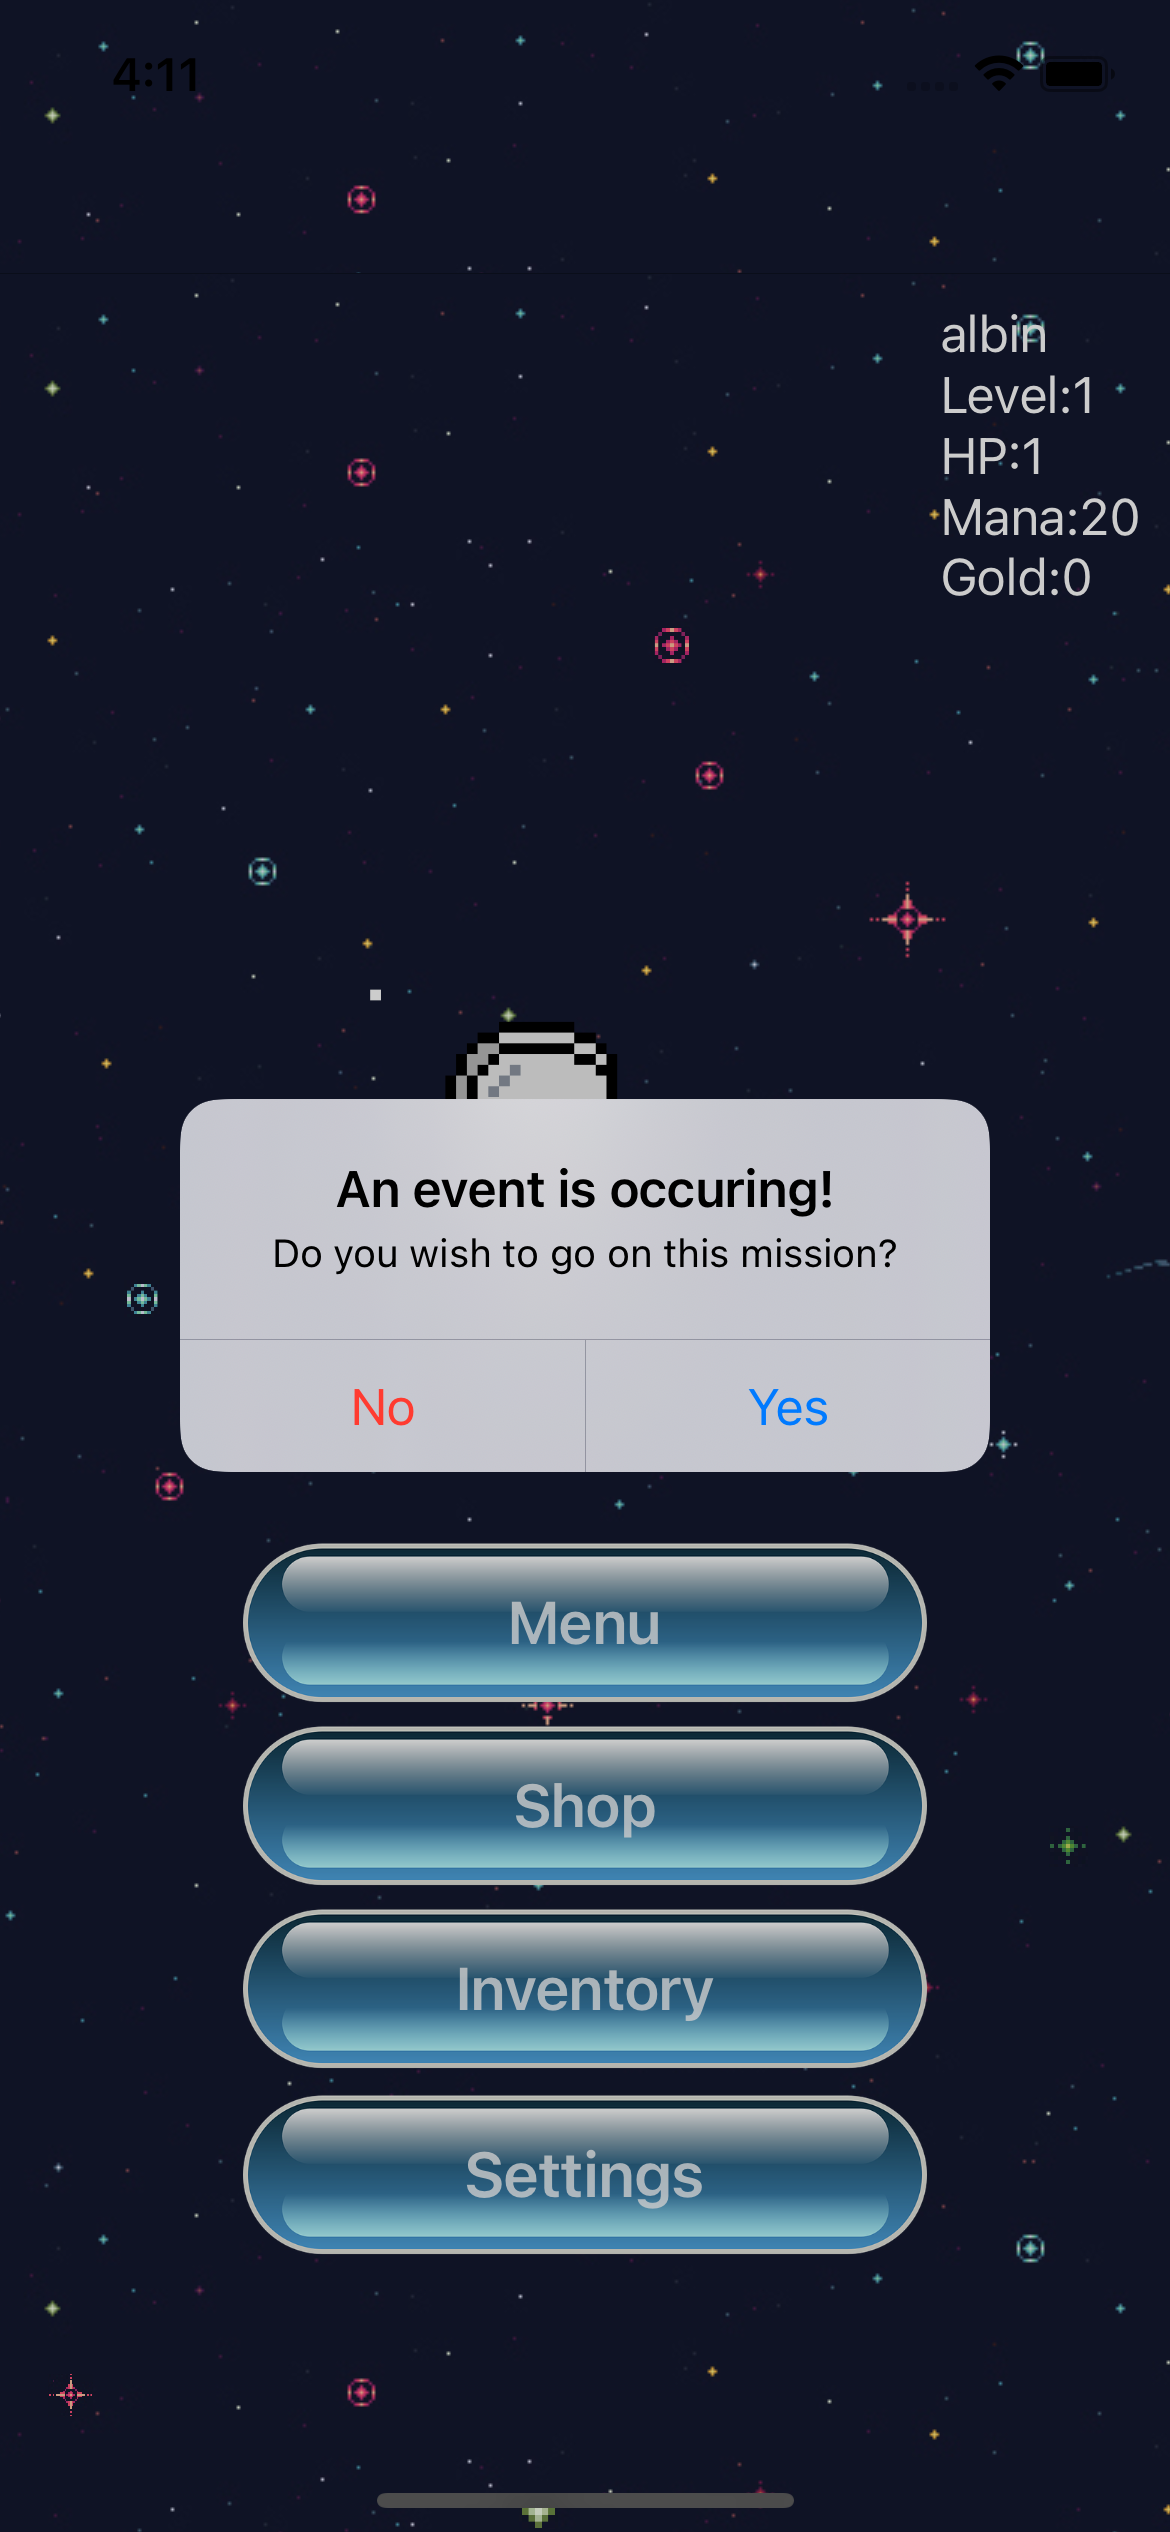 4:11
albin
Level:1
HP:1
Mana:20
Gold:0
An event is occuring!
Do you wish to go on this mission?
No Yes
Menu
Shop
Inventory
Settings